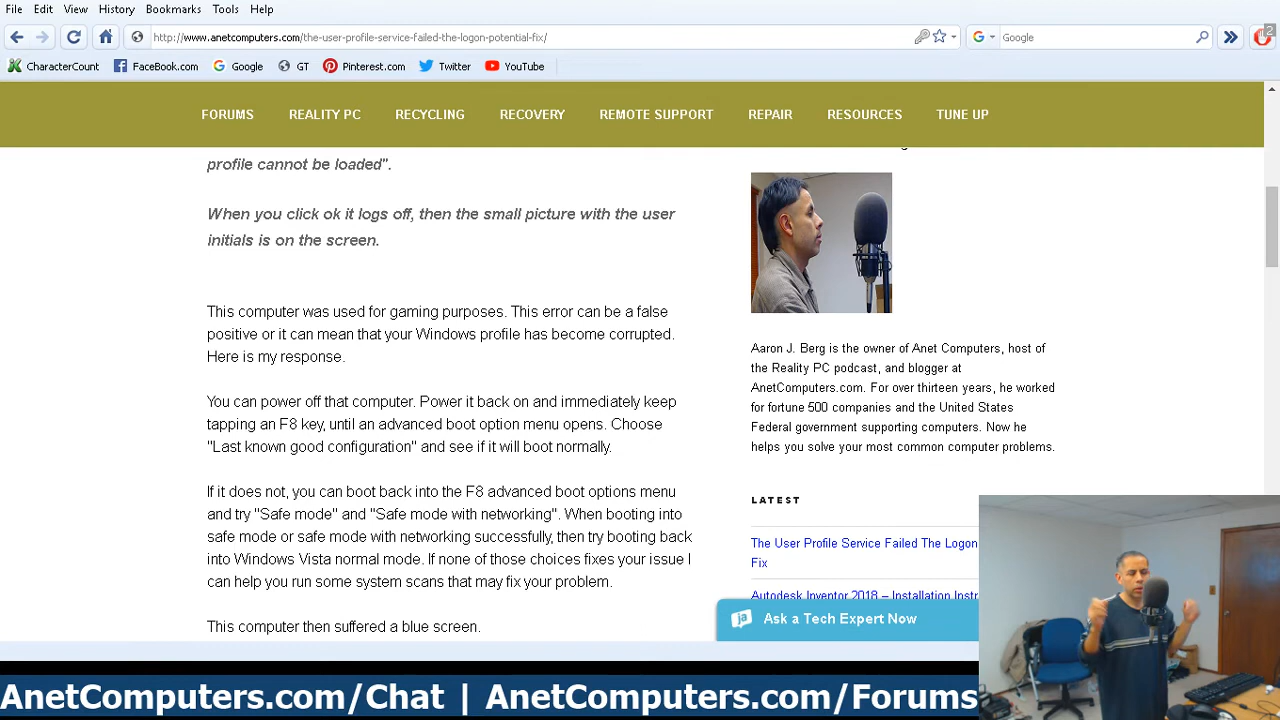 File Edit View History Bookmarks Tools Help
http://www.anetcomputers.com/the-user-profile-service-failed-the-logon-potential-fix/
Google
2
CharacterCount FaceBook.com Google GT Pinterest.com Twitter YouTube
FORUMS REALITY PC RECYCLING RECOVERY REMOTE SUPPORT REPAIR RESOURCES TUNE UP
profile cannot be loaded".
When you click ok it logs off, then the small picture with the user
initials is on the screen.
This computer was used for gaming purposes. This error can be a false
positive or it can mean that your Windows profile has become corrupted.
Here is my response.
You can power off that computer. Power it back on and immediately keep
tapping an F8 key, until an advanced boot option menu opens. Choose
"Last known good configuration" and see if it will boot normally.
If it does not, you can boot back into the F8 advanced boot options menu
and try "Safe mode" and "Safe mode with networking". When booting into
safe mode or safe mode with networking successfully, then try booting back
into Windows Vista normal mode. If none of those choices fixes your issue I
can help you run some system scans that may fix your problem.
This computer then suffered a blue screen.
Aaron J. Berg is the owner of Anet Computers, host of
the Reality PC podcast, and blogger at
AnetComputers.com. For over thirteen years, he worked
for fortune 500 companies and the United States
Federal government supporting computers. Now he
helps you solve your most common computer problems.
LATEST
The User Profile Service Failed The Logon
Fix
Autodesk Inventor 2018 – Installation Instr
ja Ask a Tech Expert Now
AnetComputers.com/Chat | AnetComputers.com/Forums